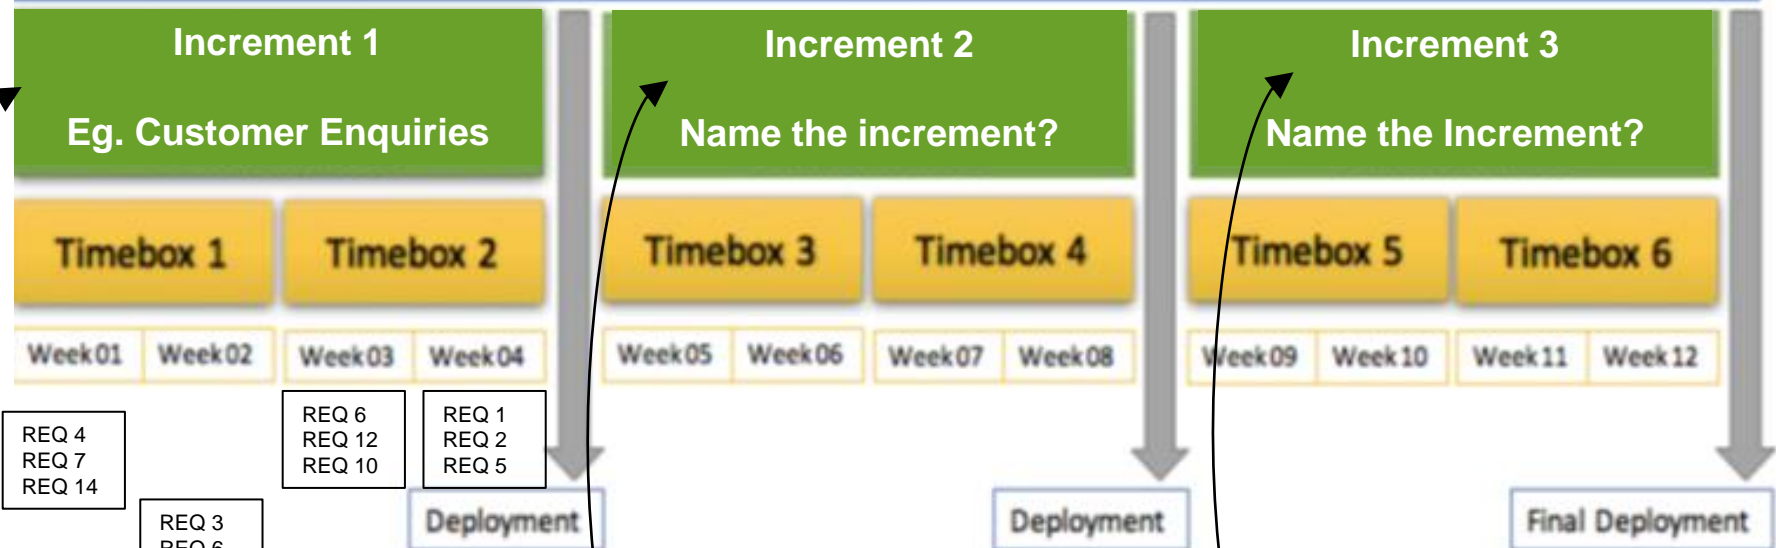 Increment 1
Eg. Customer Enquiries
Increment 2
Name the increment?
Increment 3
Name the Increment?
Timebox 1
Timebox 2
Timebox 3
Timebox 4
Timebox 5
Timebox 6
Week01
Week02
Week03
Week04
Week05
Week06
Week07
Week08
Week09
Week10
Week11
Week12
REQ 4
REQ 7
REQ 14
REQ 3
REQ 6
REQ 6
REQ 12
REQ 10
REQ 1
REQ 2
REQ 5
Deployment
Deployment
Final Deployment